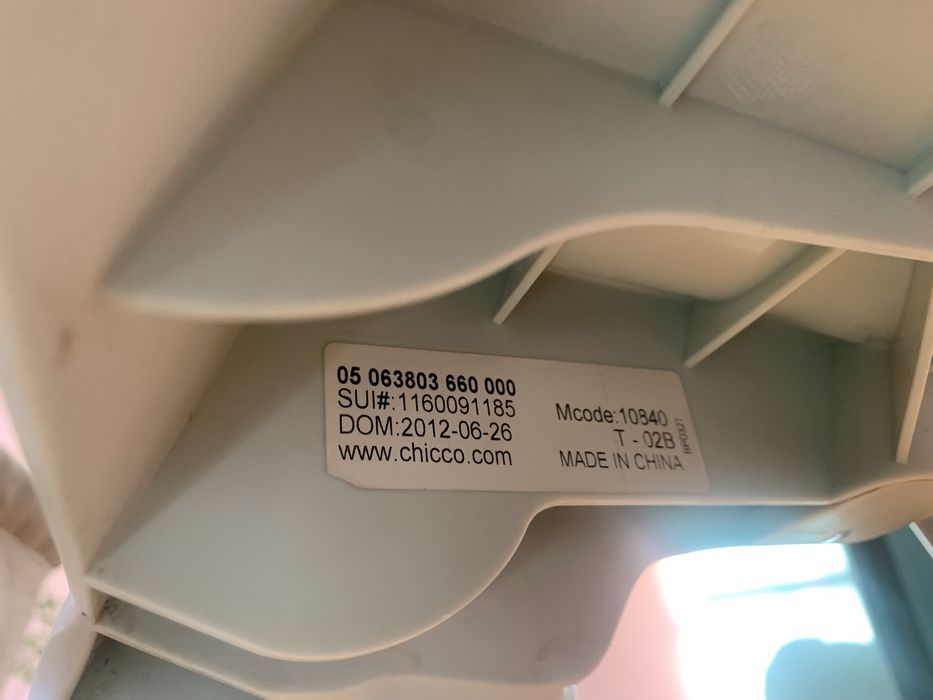 05 063803 660 000
SUI#:1160091185
DOM:2012-06-26
www.chicco.com
Mcode:10840
T - 02B
MADE IN CHINA
BP0327